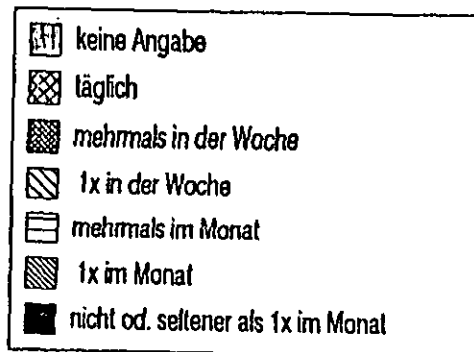 keine Angabe
täglich
mehrmals in der Woche
1x in der Woche
mehrmals im Monat
1x im Monat
nicht od. seltener als 1x im Monat